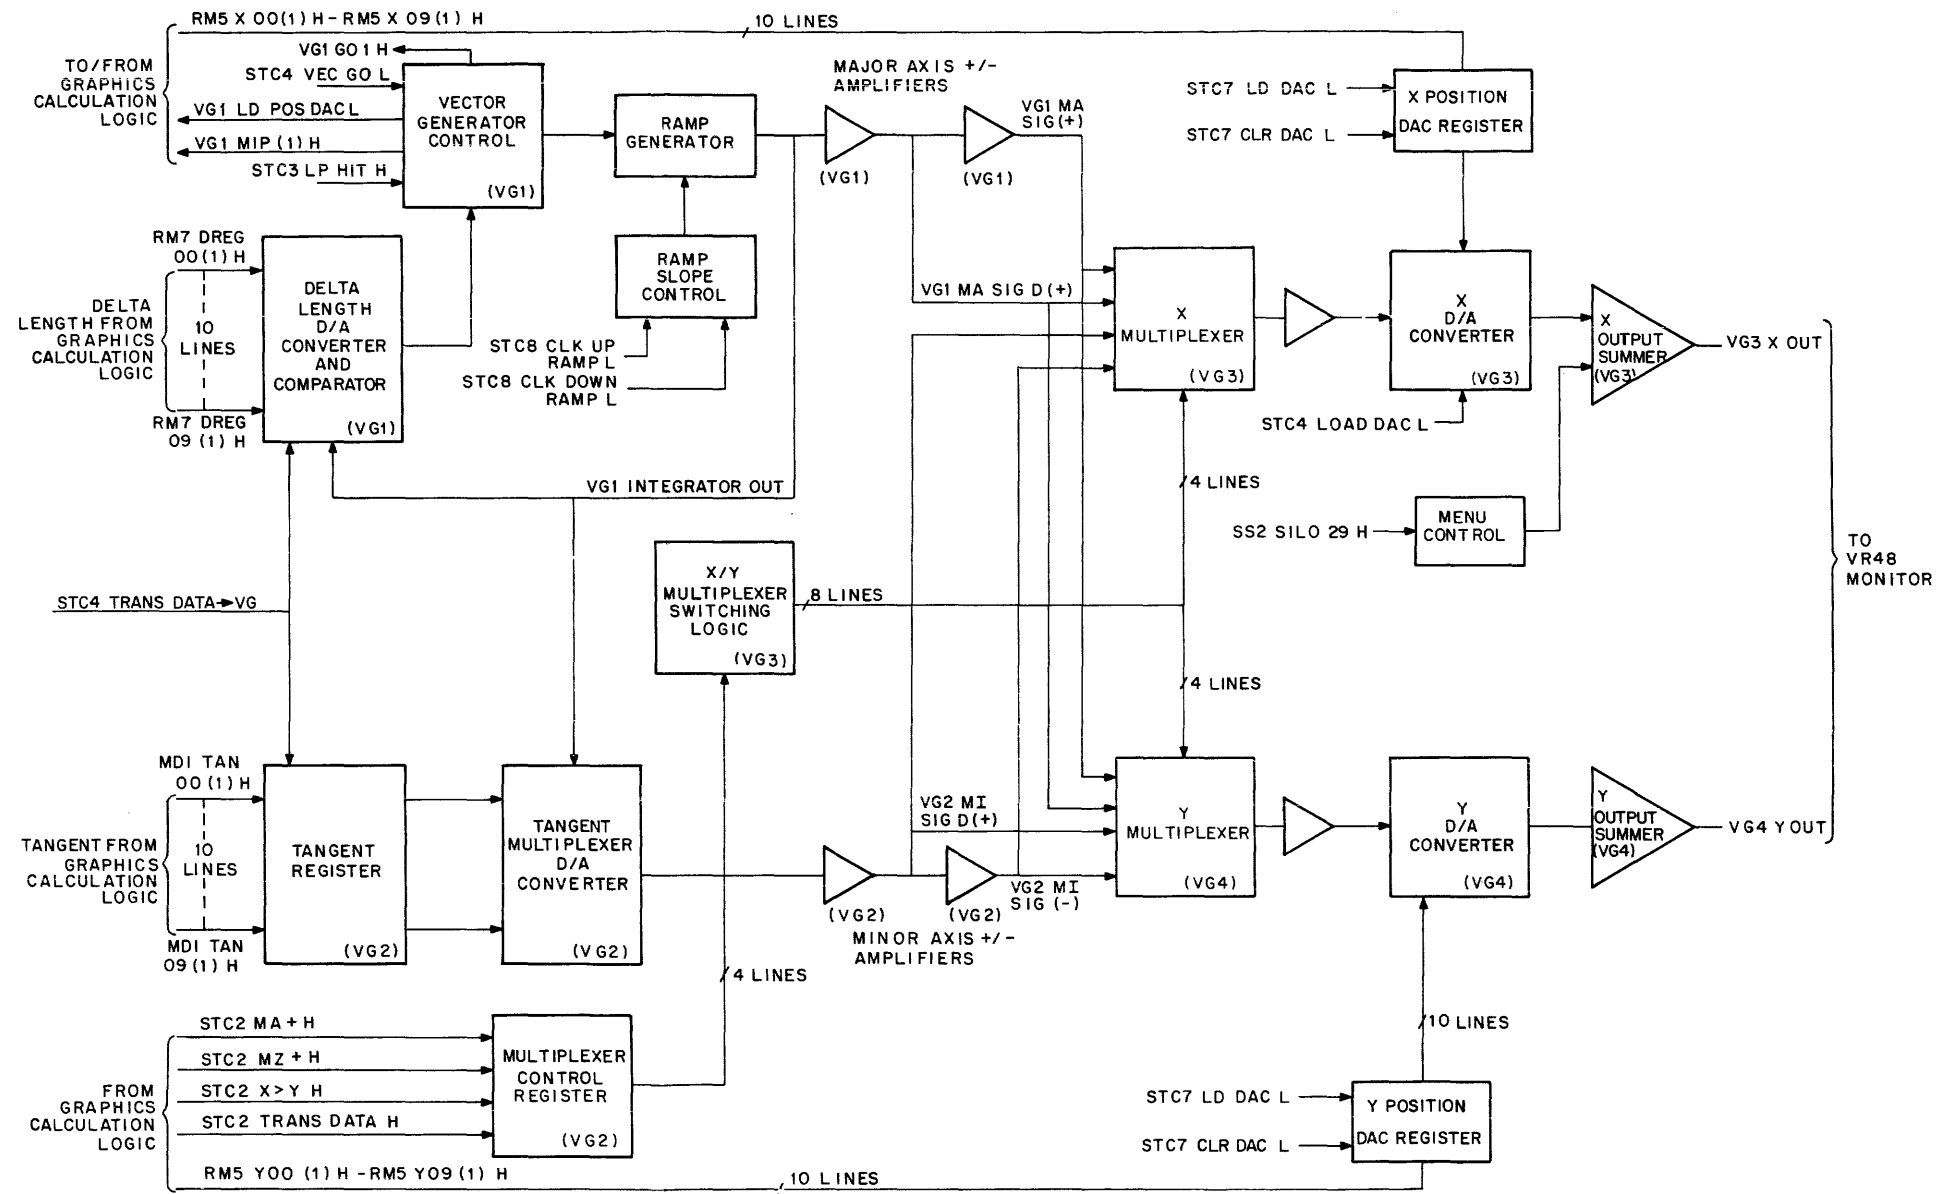 RM5 X 00(1) H-RM5 X 09(1) H
10 LINES
TO/FROM
GRAPHICS
CALCULATION
LOGIC
VG1 GO 1 H
STC4 VEC GO L
VG1 LD POS DAC L
VG1 MIP (1) H
STC3 LP HIT H
VECTOR
GENERATOR
CONTROL
(VG1)
RAMP
GENERATOR
MAJOR AXIS +/-
AMPLIFIERS
(VG1)
(VG1)
VG1 MA
SIG(+)
STC7 LD DAC L
STC7 CLR DAC L
X POSITION
DAC REGISTER
RM7 DREG
00(1) H
DELTA
LENGTH FROM
GRAPHICS
CALCULATION
LOGIC
10
LINES
RM7 DREG
09(1) H
DELTA
LENGTH
D/A
CONVERTER
AND
COMPARATOR
(VG1)
RAMP
SLOPE
CONTROL
STC8 CLK UP
RAMP L
STC8 CLK DOWN
RAMP L
VG1 MA SIG D(+)
X
MULTIPLEXER
(VG3)
X
D/A
CONVERTER
(VG3)
STC4 LOAD DAC L
X
OUTPUT
SUMMER
(VG3)
VG3 X OUT
VG1 INTEGRATOR OUT
4 LINES
SS2 SILO 29 H
MENU
CONTROL
TO
VR48
MONITOR
STC4 TRANS DATA→VG
X/Y
MULTIPLEXER
SWITCHING
LOGIC
(VG3)
8 LINES
4 LINES
MDI TAN
00(1) H
TANGENT FROM
GRAPHICS
CALCULATION
LOGIC
10
LINES
MDI TAN
09(1) H
TANGENT
REGISTER
(VG2)
TANGENT
MULTIPLEXER
D/A
CONVERTER
(VG2)
VG2 MI
SIG D(+)
(VG2)
(VG2)
MINOR AXIS +/-
AMPLIFIERS
VG2 MI
SIG (-)
Y
MULTIPLEXER
(VG4)
Y
D/A
CONVERTER
(VG4)
Y
OUTPUT
SUMMER
(VG4)
VG4 Y OUT
4 LINES
10 LINES
FROM
GRAPHICS
CALCULATION
LOGIC
STC2 MA+H
STC2 MZ+H
STC2 X>Y H
STC2 TRANS DATA H
MULTIPLEXER
CONTROL
REGISTER
(VG2)
STC7 LD DAC L
STC7 CLR DAC L
Y POSITION
DAC REGISTER
RM5 Y00 (1) H-RM5 Y09(1) H
10 LINES